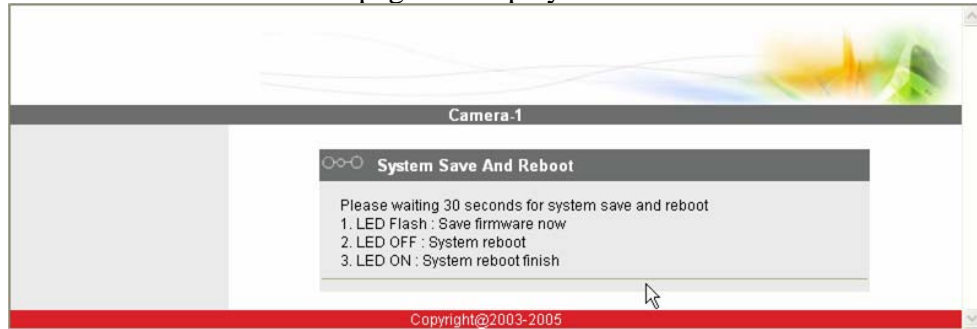 Camera-1
System Save And Reboot
Please waiting 30 seconds for system save and reboot
1. LED Flash : Save firmware now
2. LED OFF : System reboot
3. LED ON : System reboot finish
Copyright@2003-2005